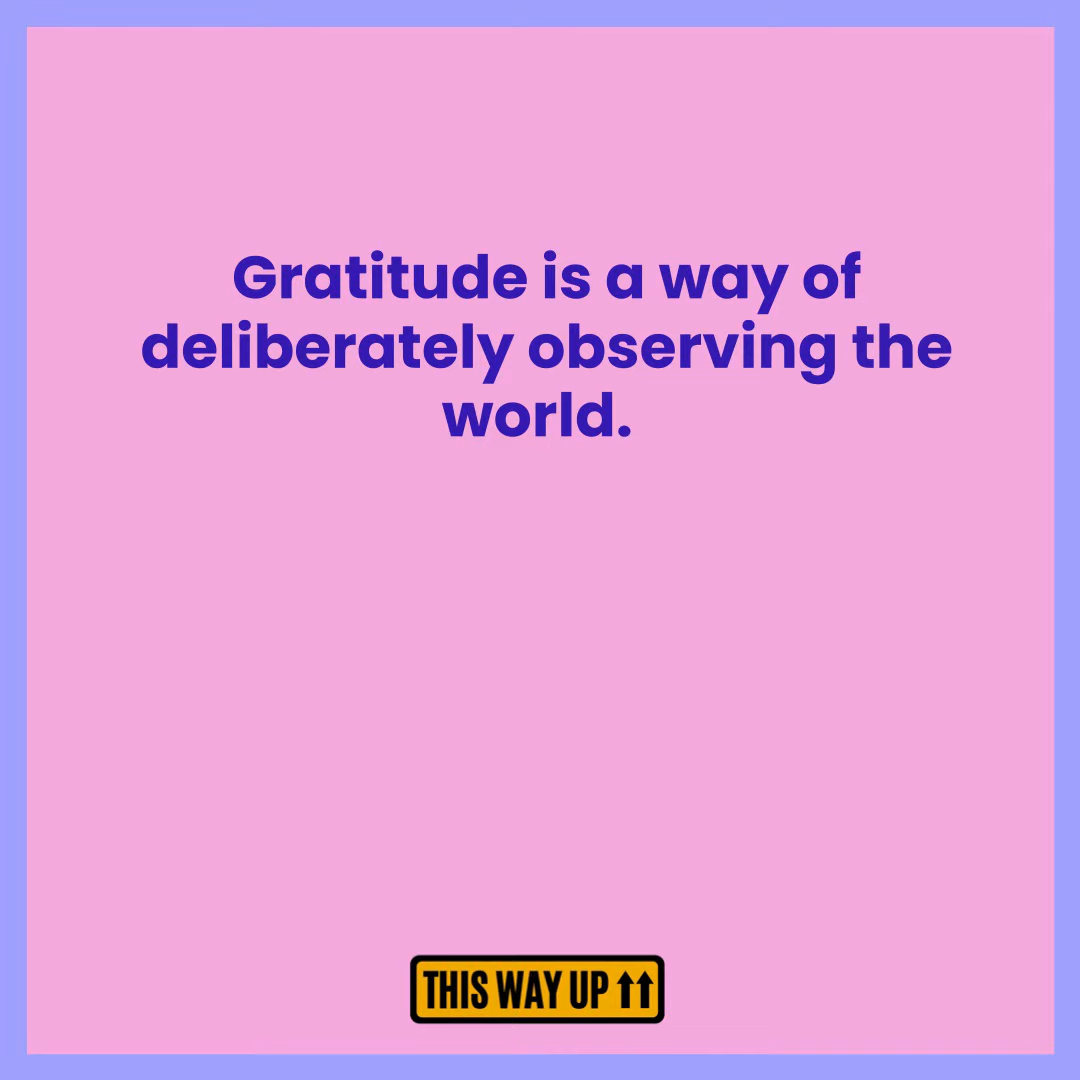 Gratitude is a way of
deliberately observing the
world.
THIS WAY UP ⬆⬆